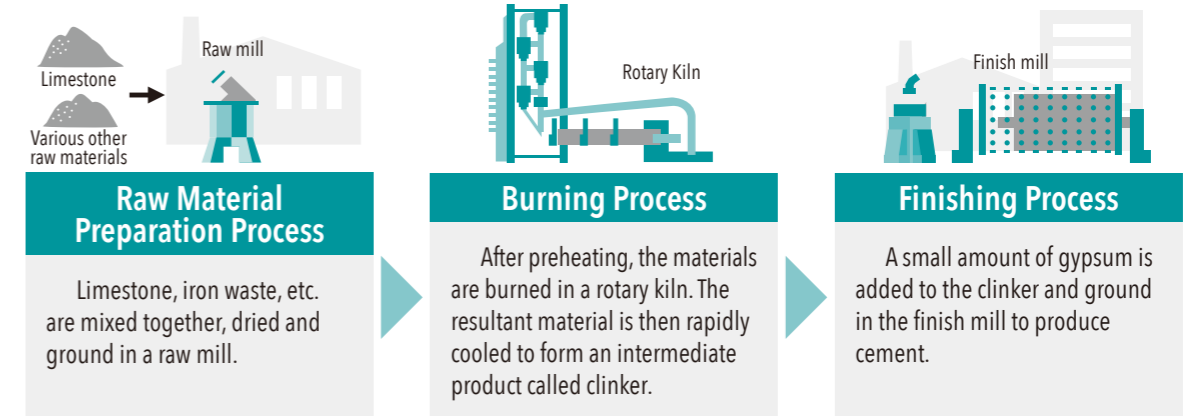 Limestone
Various other
raw materials
Raw mill
Raw Material
Preparation Process
Limestone, iron waste, etc.
are mixed together, dried and
ground in a raw mill.
Rotary Kiln
Burning Process
After preheating, the materials
are burned in a rotary kiln. The
resultant material is then rapidly
cooled to form an intermediate
product called clinker.
Finish mill
Finishing Process
A small amount of gypsum is
added to the clinker and ground
in the finish mill to produce
cement.